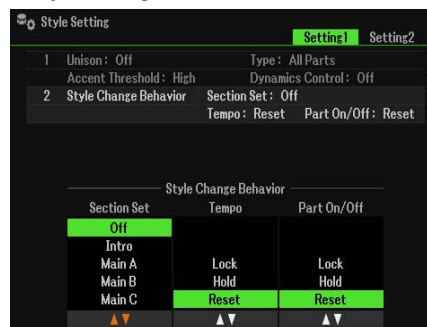 Style Setting
Setting1 Setting2
1 Unison: Off Type: All Parts
Accent Threshold: High Dynamics Control: Off
2 Style Change Behavior Section Set: Off
Tempo: Reset Part On/Off: Reset
Style Change Behavior
Section Set Tempo Part On/Off
Off
Intro
Main A Lock Lock
Main B Hold Hold
Main C Reset Reset